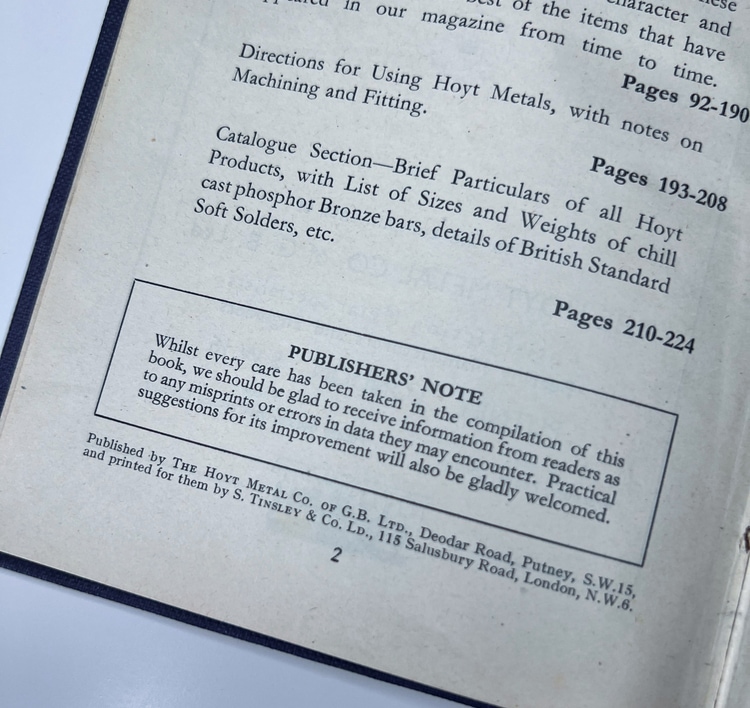 character and
of the items that have
in our magazine from time to time.
Pages 92-190
Directions for Using Hoyt Metals, with notes on
Machining and Fitting.
Pages 193-208
Catalogue Section—Brief Particulars of all Hoyt
Products, with List of Sizes and Weights of chill
cast phosphor Bronze bars, details of British Standard
Soft Solders, etc.
Pages 210-224
PUBLISHERS' NOTE
Whilst every care has been taken in the compilation of this
book, we should be glad to receive information from readers as
to any misprints or errors in data they may encounter. Practical
suggestions for its improvement will also be gladly welcomed.
Published by THE HOYT METAL CO. OF G.B. LTD., Deodar Road, Putney, S.W.15,
and printed for them by S. TINSLEY & CO. LD., 115 Salusbury Road, London, N.W.6.
2